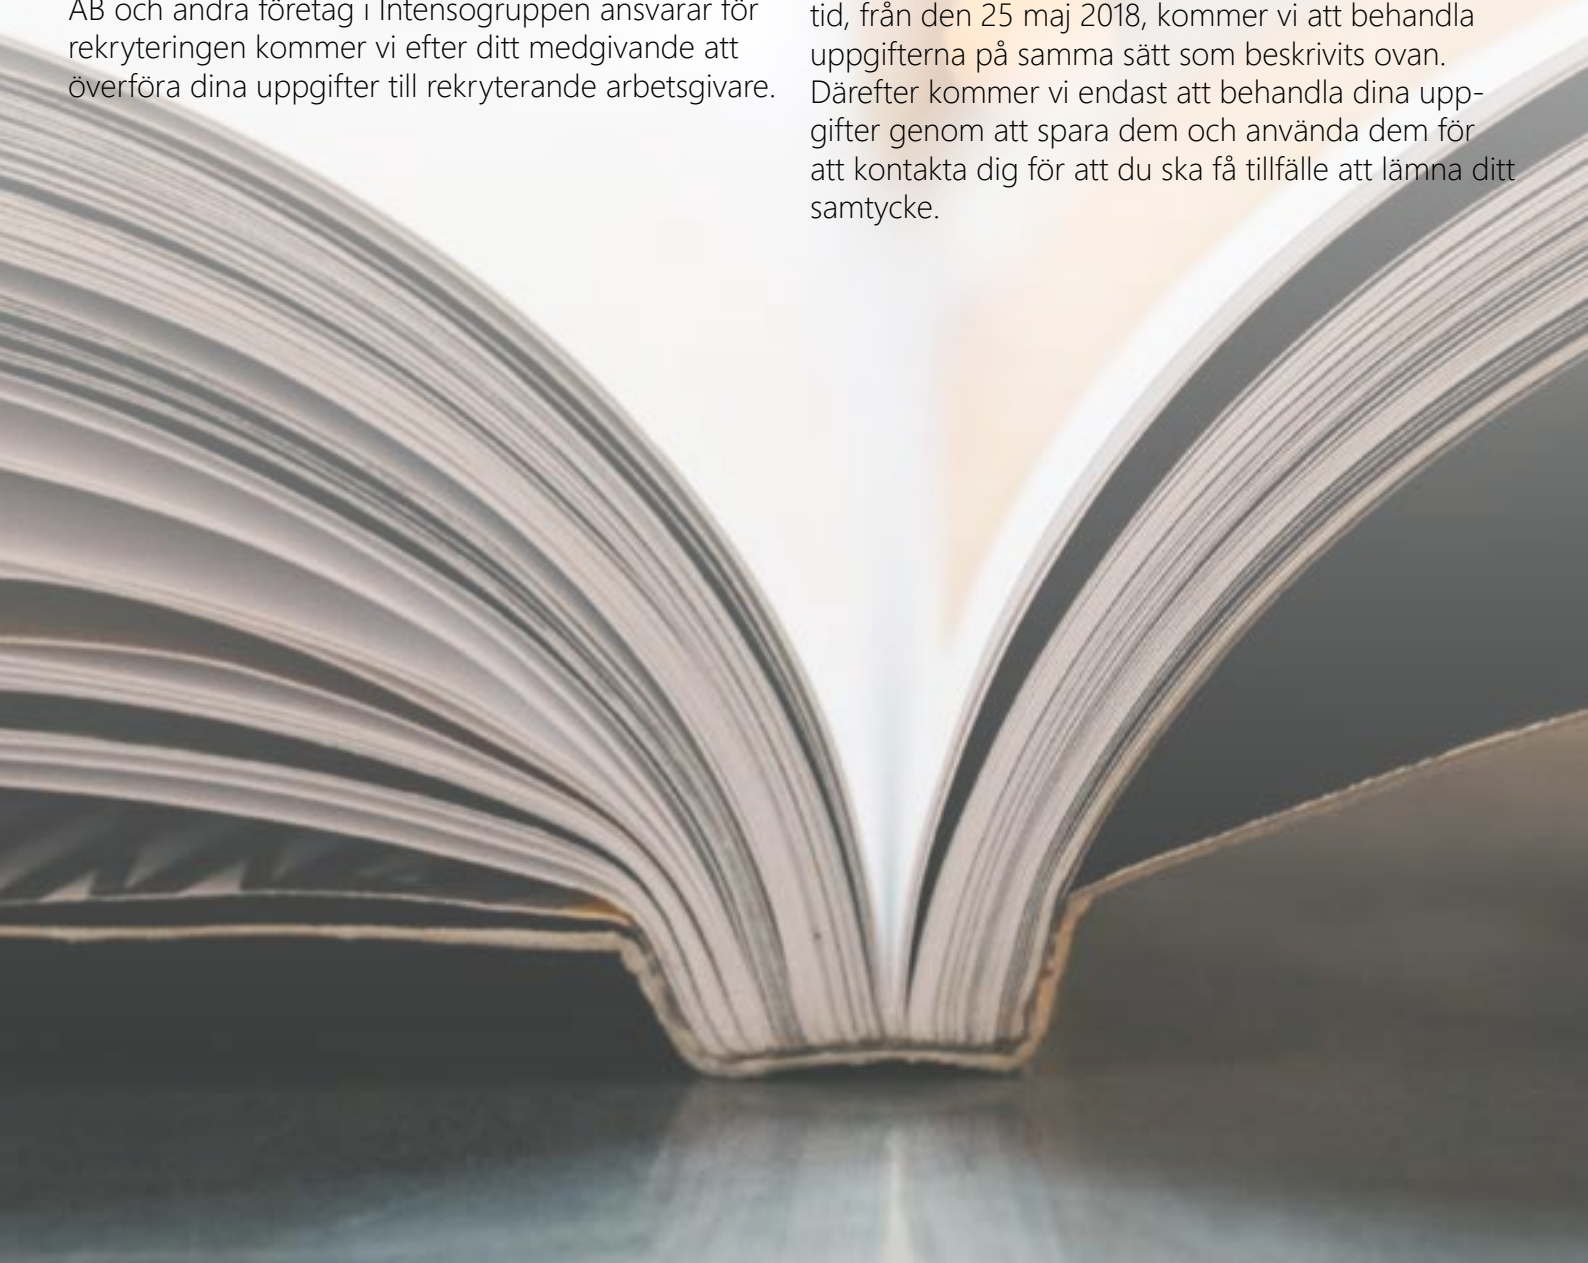 AB och andra företag i Intensogruppen ansvarar för
rekryteringen kommer vi efter ditt medgivande att
överföra dina uppgifter till rekryterande arbetsgivare.
tid, från den 25 maj 2018, kommer vi att behandla
uppgifterna på samma sätt som beskrivits ovan.
Därefter kommer vi endast att behandla dina upp-
gifter genom att spara dem och använda dem för
att kontakta dig för att du ska få tillfälle att lämna ditt
samtycke.